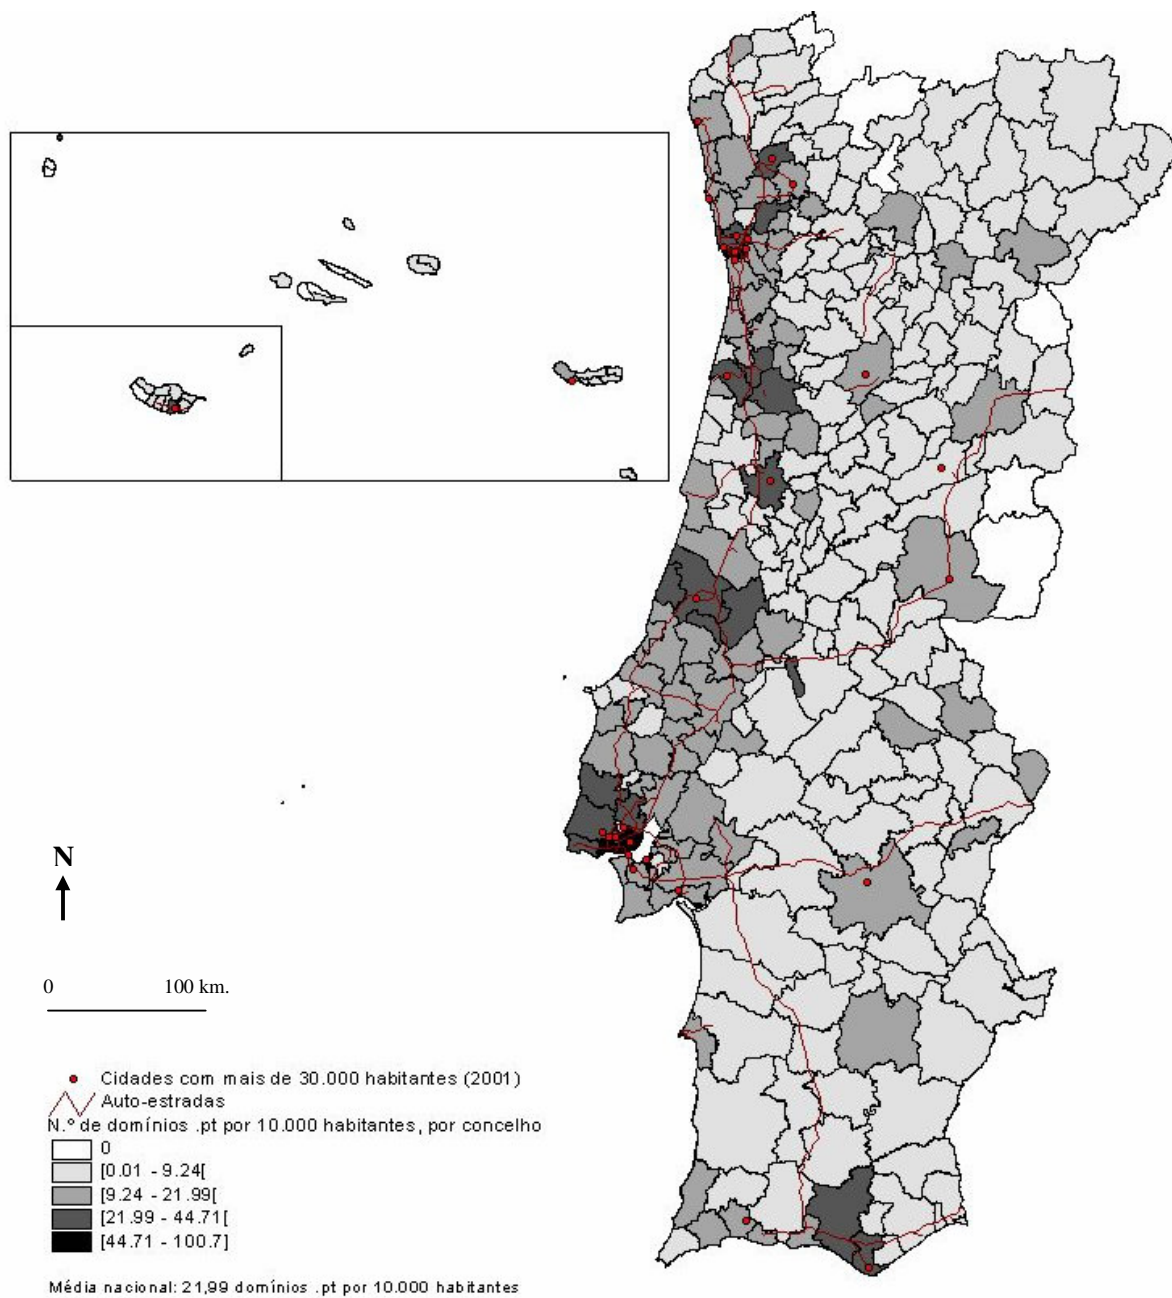 N
0 100 km.
Cidades com mais de 30.000 habitantes (2001)
Auto-estradas
N.º de domínios .pt por 10.000 habitantes, por concelho
0
[0.01 - 9.24[
[9.24 - 21.99[
[21.99 - 44.71[
[44.71 - 100.7]
Média nacional: 21,99 domínios .pt por 10.000 habitantes